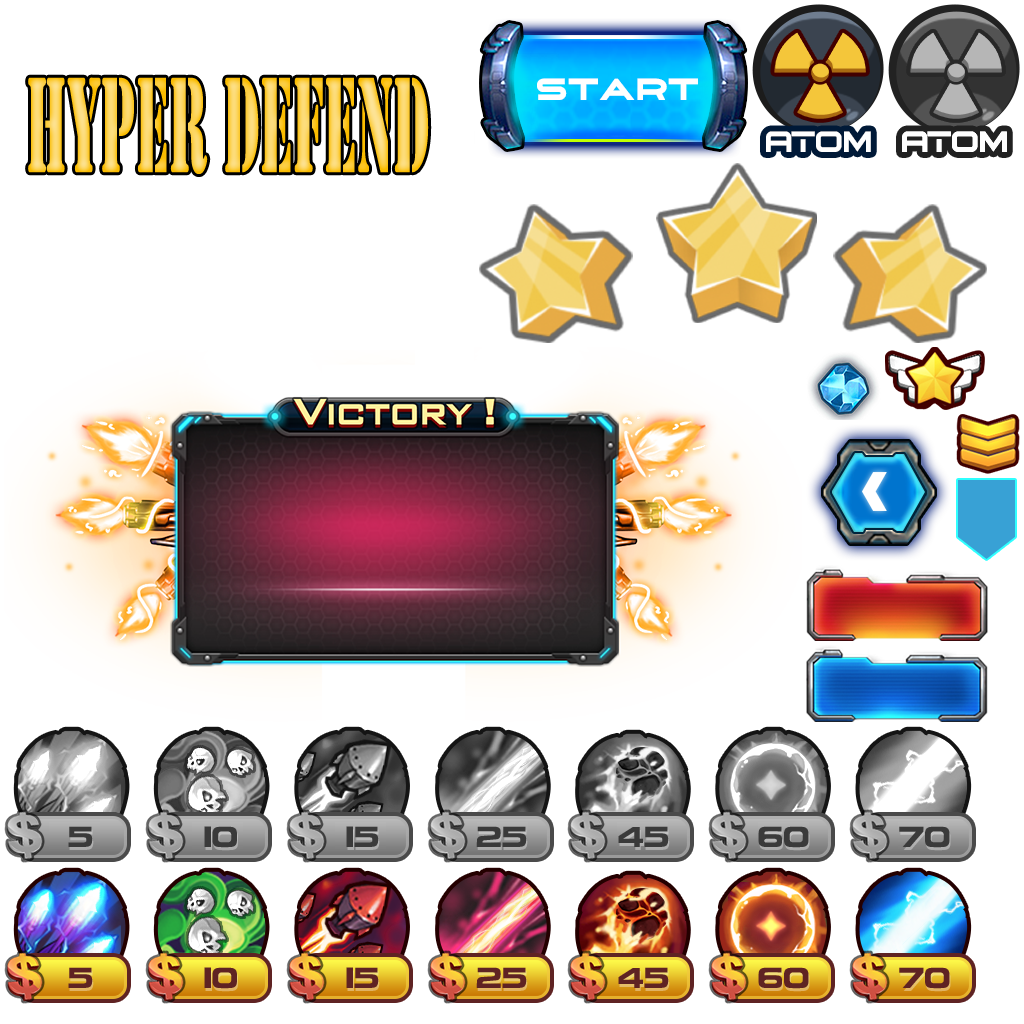 HYPER DEFEND
START
ATOM
ATOM
VICTORY !
$ 5
$ 10
$ 15
$ 25
$ 45
$ 60
$ 70
$ 5
$ 10
$ 15
$ 25
$ 45
$ 60
$ 70